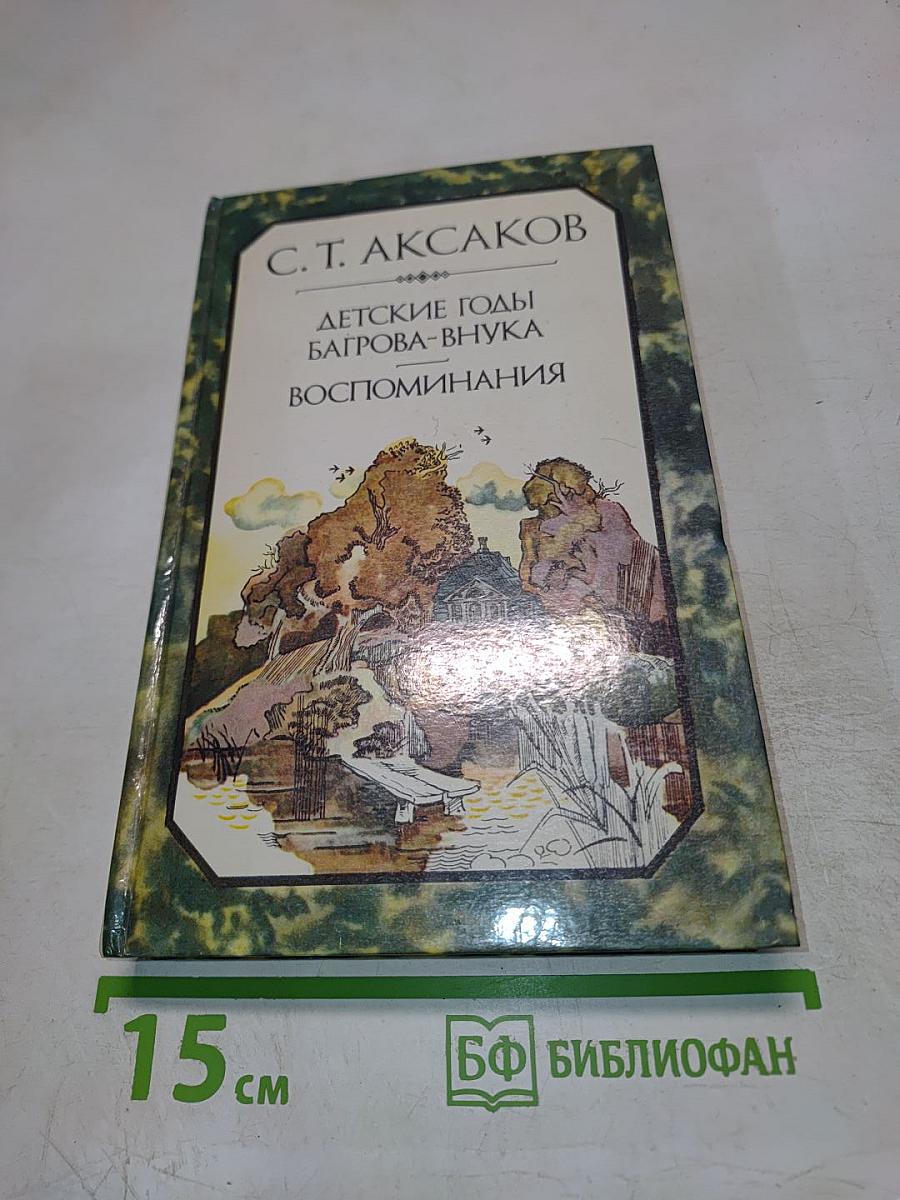 С. Т. АКСАКОВ
ДЕТСКИЕ ГОДЫ
БАГРОВА-ВНУКА
ВОСПОМИНАНИЯ
15 см
БФ БИБЛИОФАН